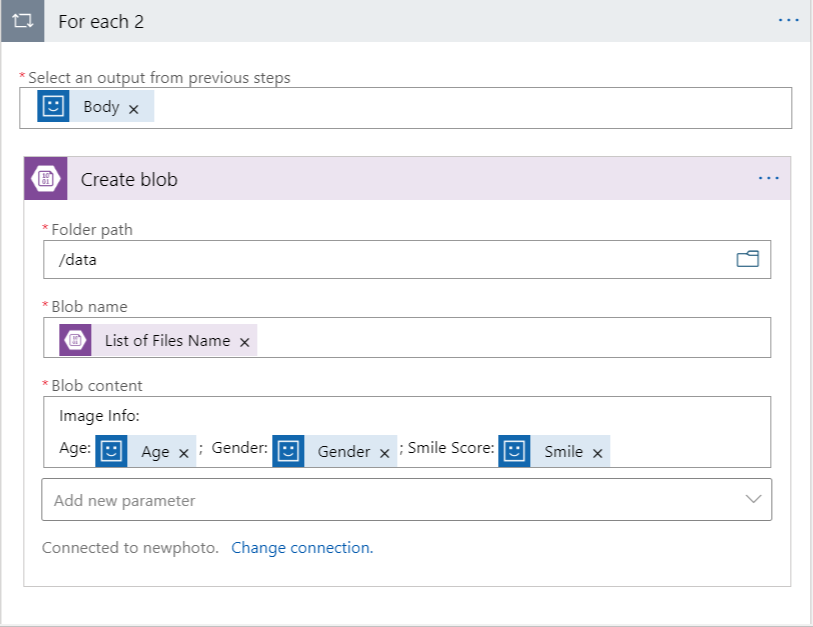 For each 2
* Select an output from previous steps
Body ×
Create blob
* Folder path
/data
* Blob name
List of Files Name ×
* Blob content
Image Info:
Age: Age × ; Gender: Gender × ; Smile Score: Smile ×
Add new parameter
Connected to newphoto. Change connection.